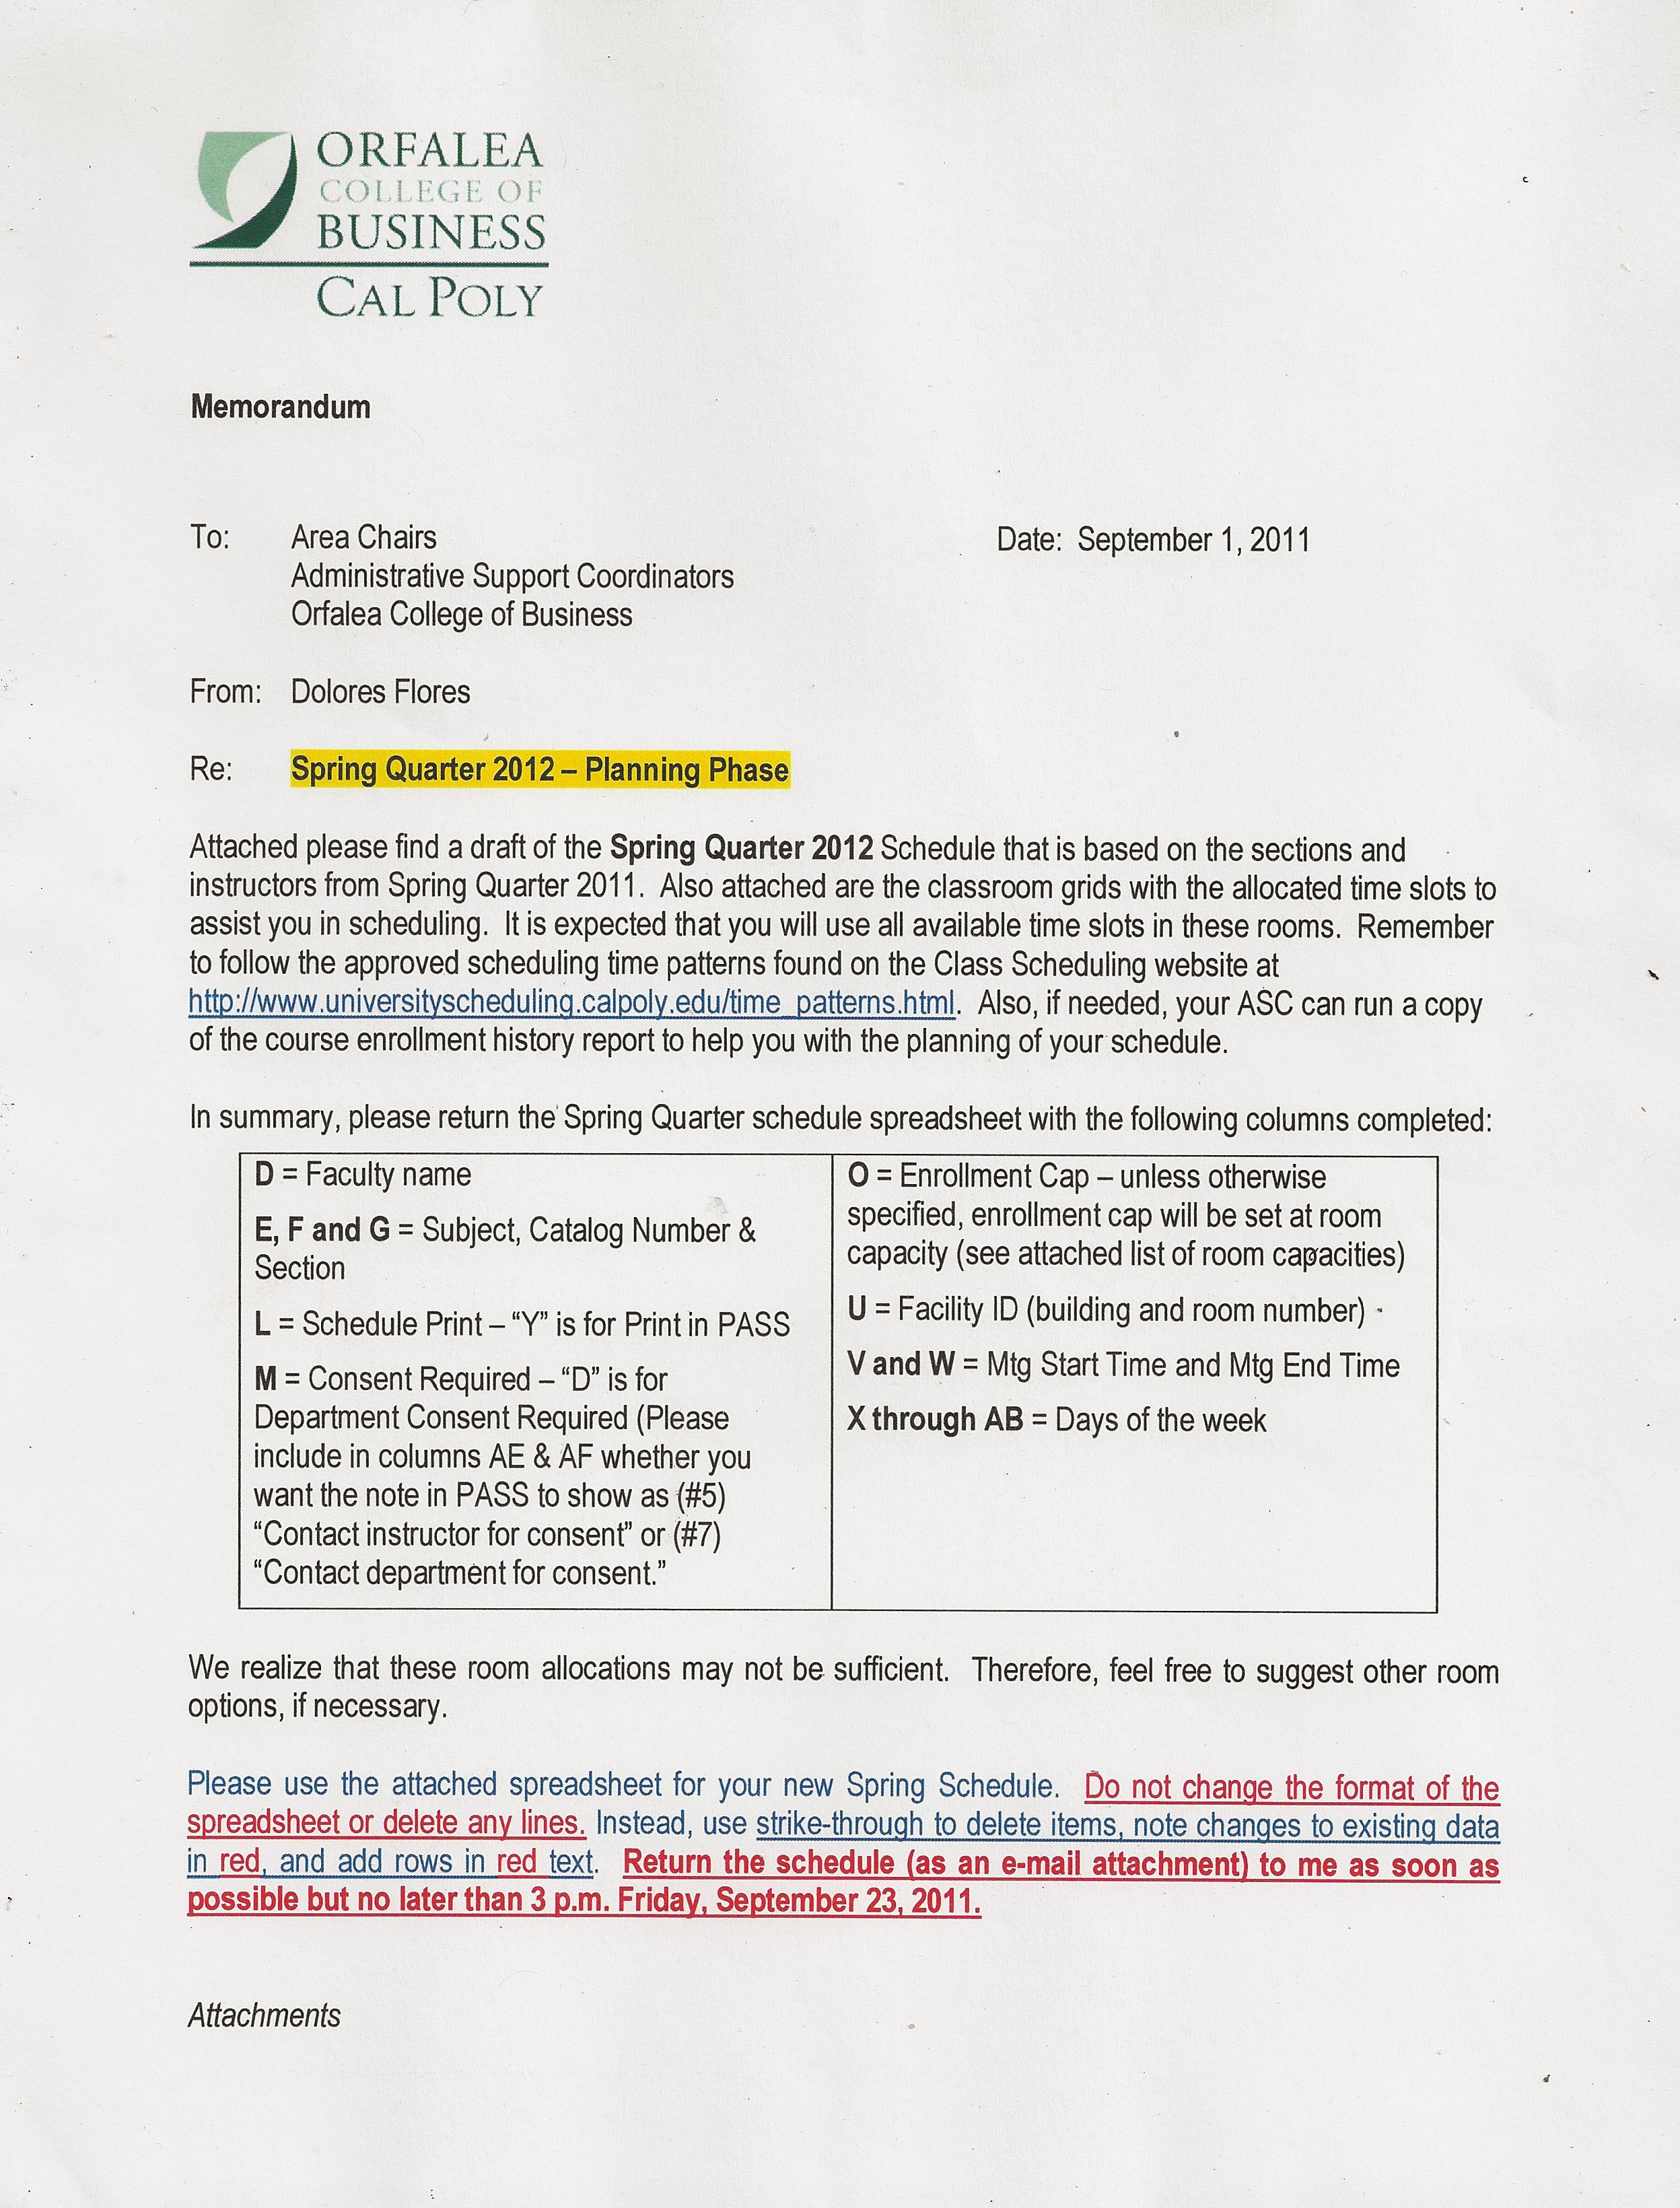 ORFALEA
COLLEGE OF
BUSINESS
CAL POLY
Memorandum
To: Area Chairs Date: September 1, 2011
Administrative Support Coordinators
Orfalea College of Business
From: Dolores Flores
Re: Spring Quarter 2012 – Planning Phase
Attached please find a draft of the Spring Quarter 2012 Schedule that is based on the sections and
instructors from Spring Quarter 2011. Also attached are the classroom grids with the allocated time slots to
assist you in scheduling. It is expected that you will use all available time slots in these rooms. Remember
to follow the approved scheduling time patterns found on the Class Scheduling website at
http://www.universityscheduling.calpoly.edu/time_patterns.html. Also, if needed, your ASC can run a copy
of the course enrollment history report to help you with the planning of your schedule.
In summary, please return the Spring Quarter schedule spreadsheet with the following columns completed:
D = Faculty name
E, F and G = Subject, Catalog Number &
Section
L = Schedule Print – “Y” is for Print in PASS
M = Consent Required – “D” is for
Department Consent Required (Please
include in columns AE & AF whether you
want the note in PASS to show as (#5)
“Contact instructor for consent” or (#7)
“Contact department for consent.”
O = Enrollment Cap – unless otherwise
specified, enrollment cap will be set at room
capacity (see attached list of room capacities)
U = Facility ID (building and room number)
V and W = Mtg Start Time and Mtg End Time
X through AB = Days of the week
We realize that these room allocations may not be sufficient. Therefore, feel free to suggest other room
options, if necessary.
Please use the attached spreadsheet for your new Spring Schedule. Do not change the format of the
spreadsheet or delete any lines. Instead, use strike-through to delete items, note changes to existing data
in red, and add rows in red text. Return the schedule (as an e-mail attachment) to me as soon as
possible but no later than 3 p.m. Friday, September 23, 2011.
Attachments